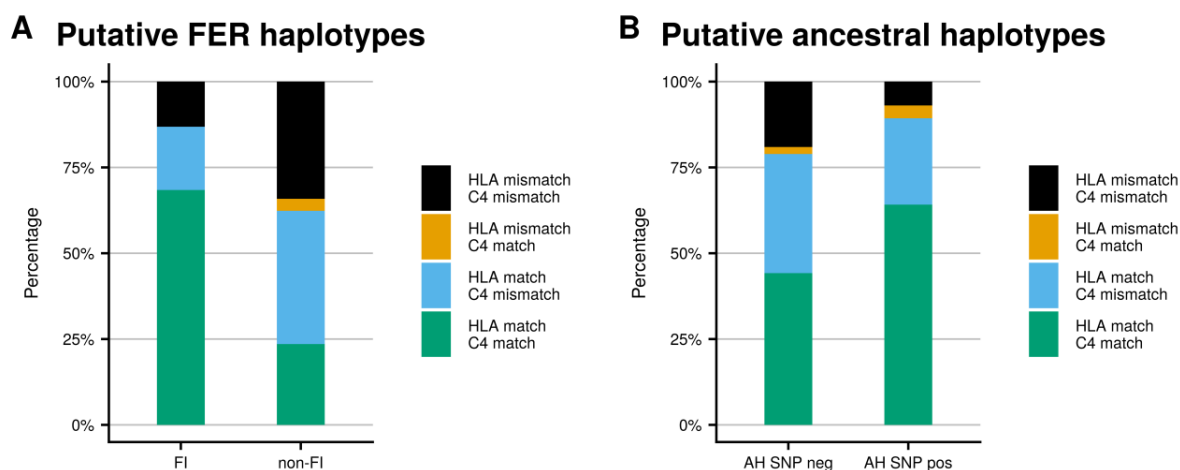 A Putative FER haplotypes
100%
75%
50%
25%
0%
Percentage
FI non-FI
HLA mismatch
C4 mismatch
HLA mismatch
C4 match
HLA match
C4 mismatch
HLA match
C4 match
B Putative ancestral haplotypes
100%
75%
50%
25%
0%
Percentage
AH SNP neg AH SNP pos
HLA mismatch
C4 mismatch
HLA mismatch
C4 match
HLA match
C4 mismatch
HLA match
C4 match